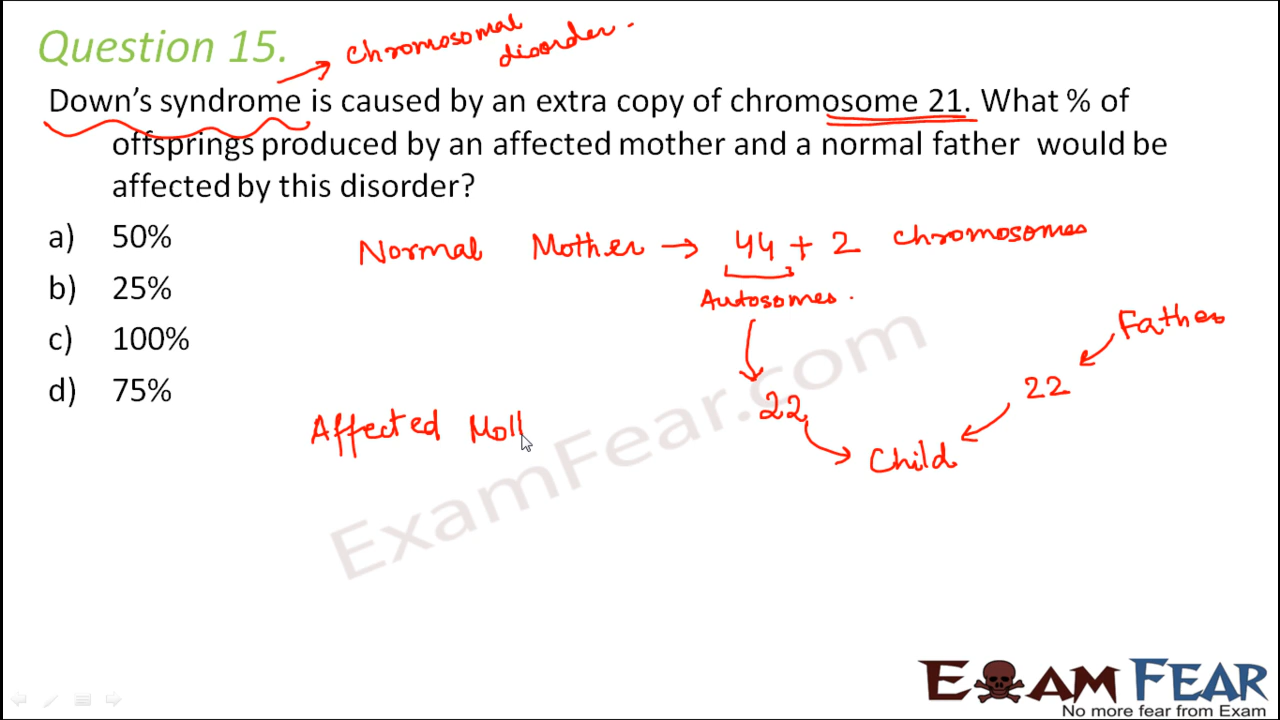 Question 15.
Chromosomal
disorder.
Down's syndrome is caused by an extra copy of chromosome 21. What % of
offsprings produced by an affected mother and a normal father would be
affected by this disorder?
a) 50%
b) 25%
c) 100%
d) 75%
Normal Mother → 44 + 2 Chromosomes
Autosomes.
Father
22
22
Child
Affected
ExamFear.com
EXAM FEAR
No more fear from Exam